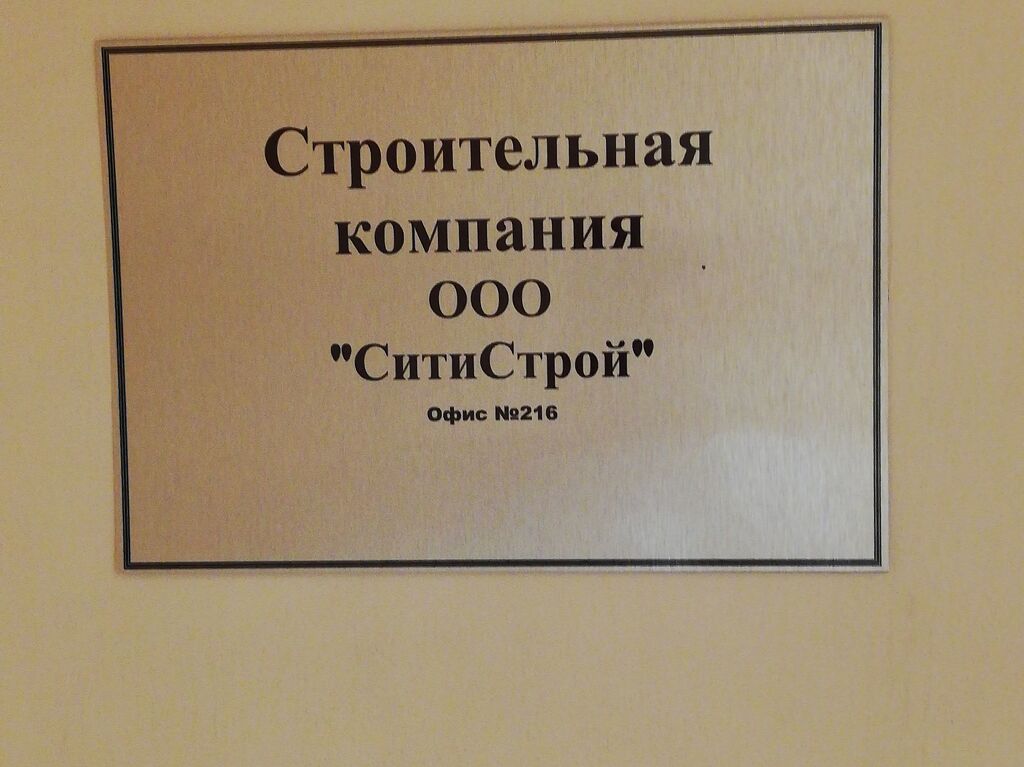 Строительная
компания
ООО
"СитиСтрой"
Офис №216